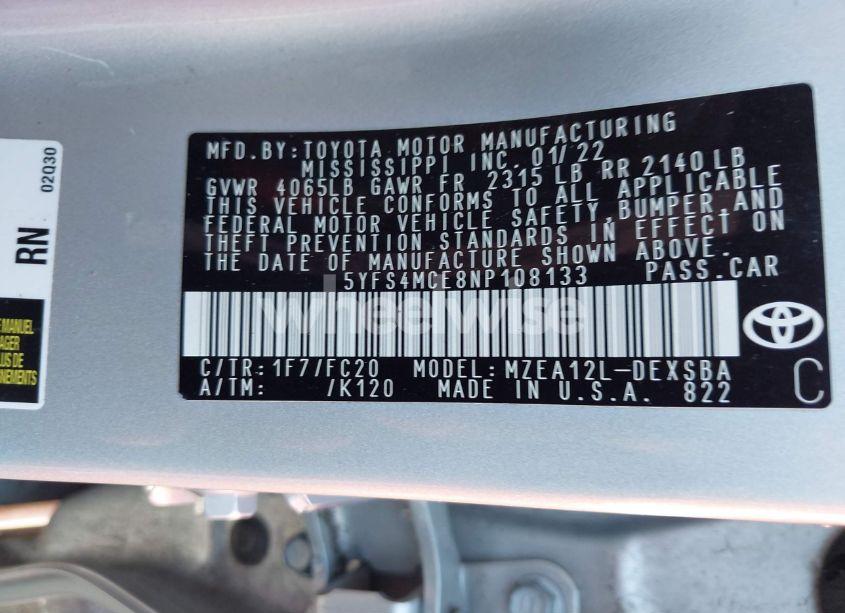 MFD.BY:TOYOTA MOTOR MANUFACTURING
MISSISSIPPI INC. 01/22
GVWR 4065LB GAWR FR 2315 LB RR 2140 LB
THIS VEHICLE CONFORMS TO ALL APPLICABLE
FEDERAL MOTOR VEHICLE SAFETY,BUMPER AND
THEFT PREVENTION STANDARDS IN EFFECT ON
THE DATE OF MANUFACTURE SHOWN ABOVE.
5YFS4MCE8NP108133 PASS.CAR
wheelwise
C/TR:1F7/FC20 MODEL:MZEA12L-DEXSBA
A/TM: /K120 MADE IN U.S.A. 822
C
RN
02Q30
E MANUEL